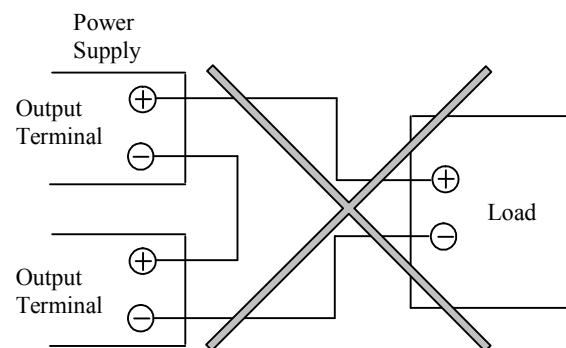 Power
Supply
Output
Terminal
+
−
Load
+
−
Output
Terminal
+
−